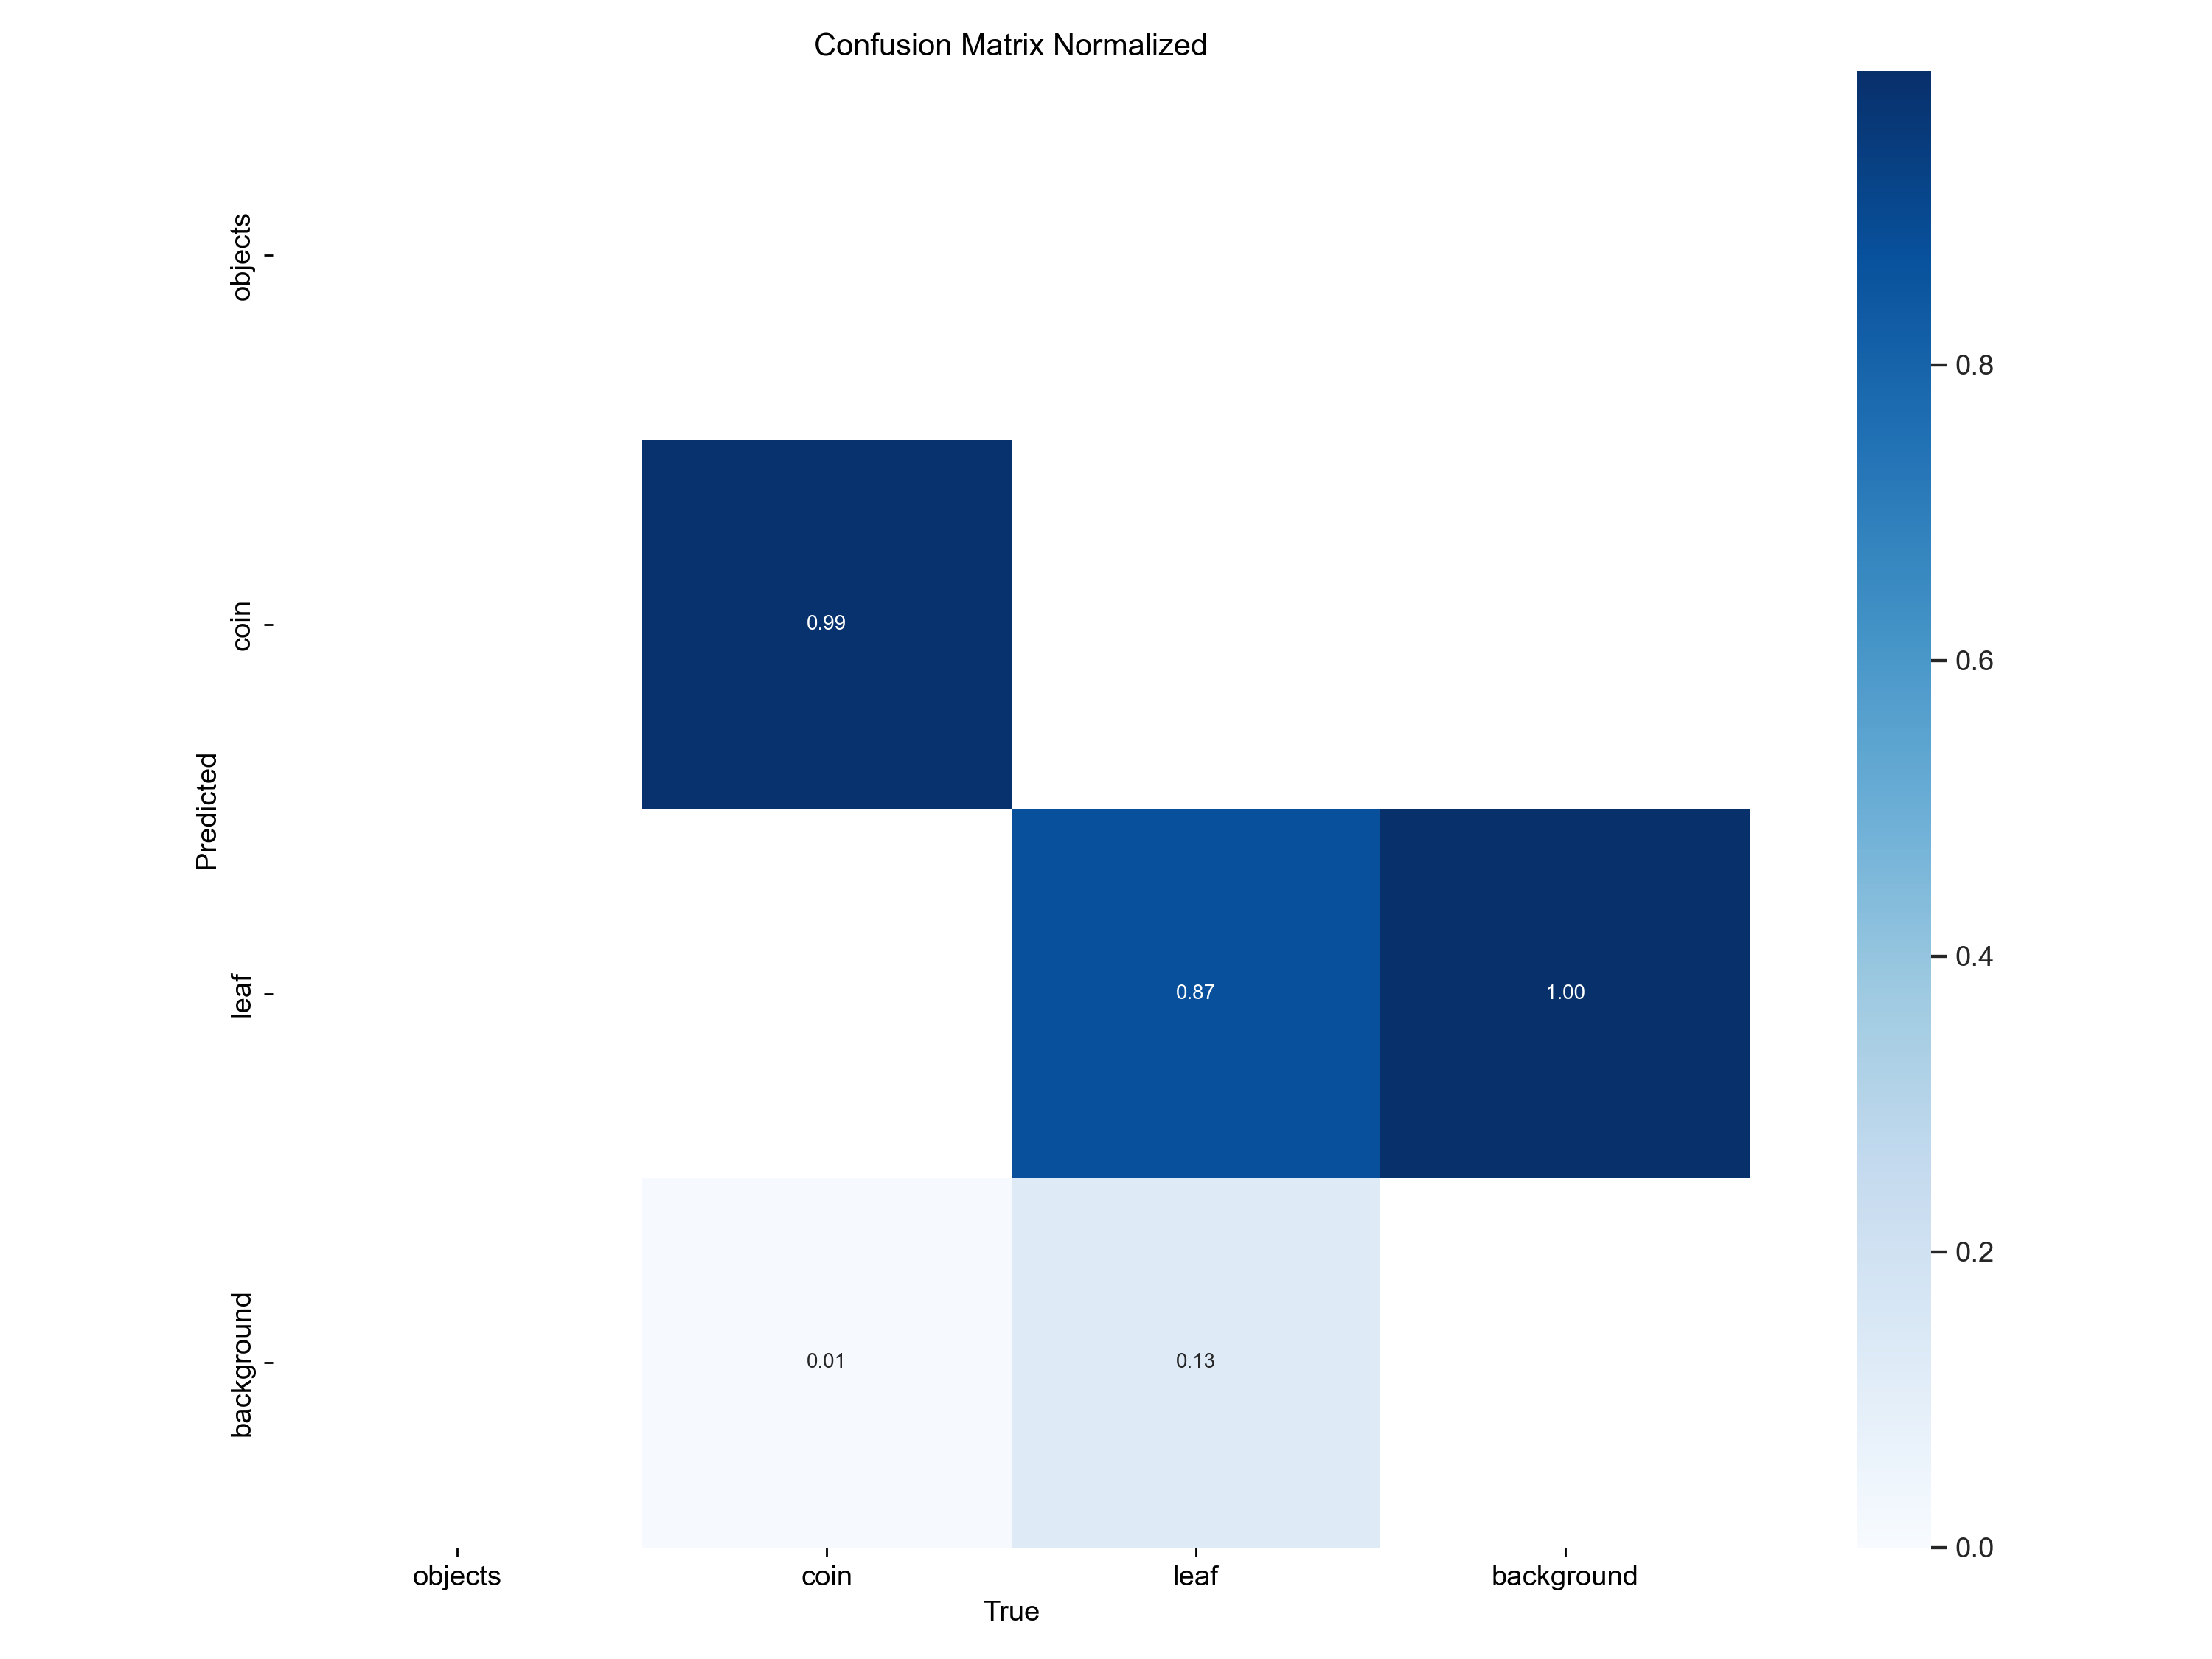 Confusion Matrix Normalized
objects
coin
leaf
background
Predicted
0.99
0.87
1.00
0.01
0.13
objects
coin
leaf
background
True
0.8
0.6
0.4
0.2
0.0